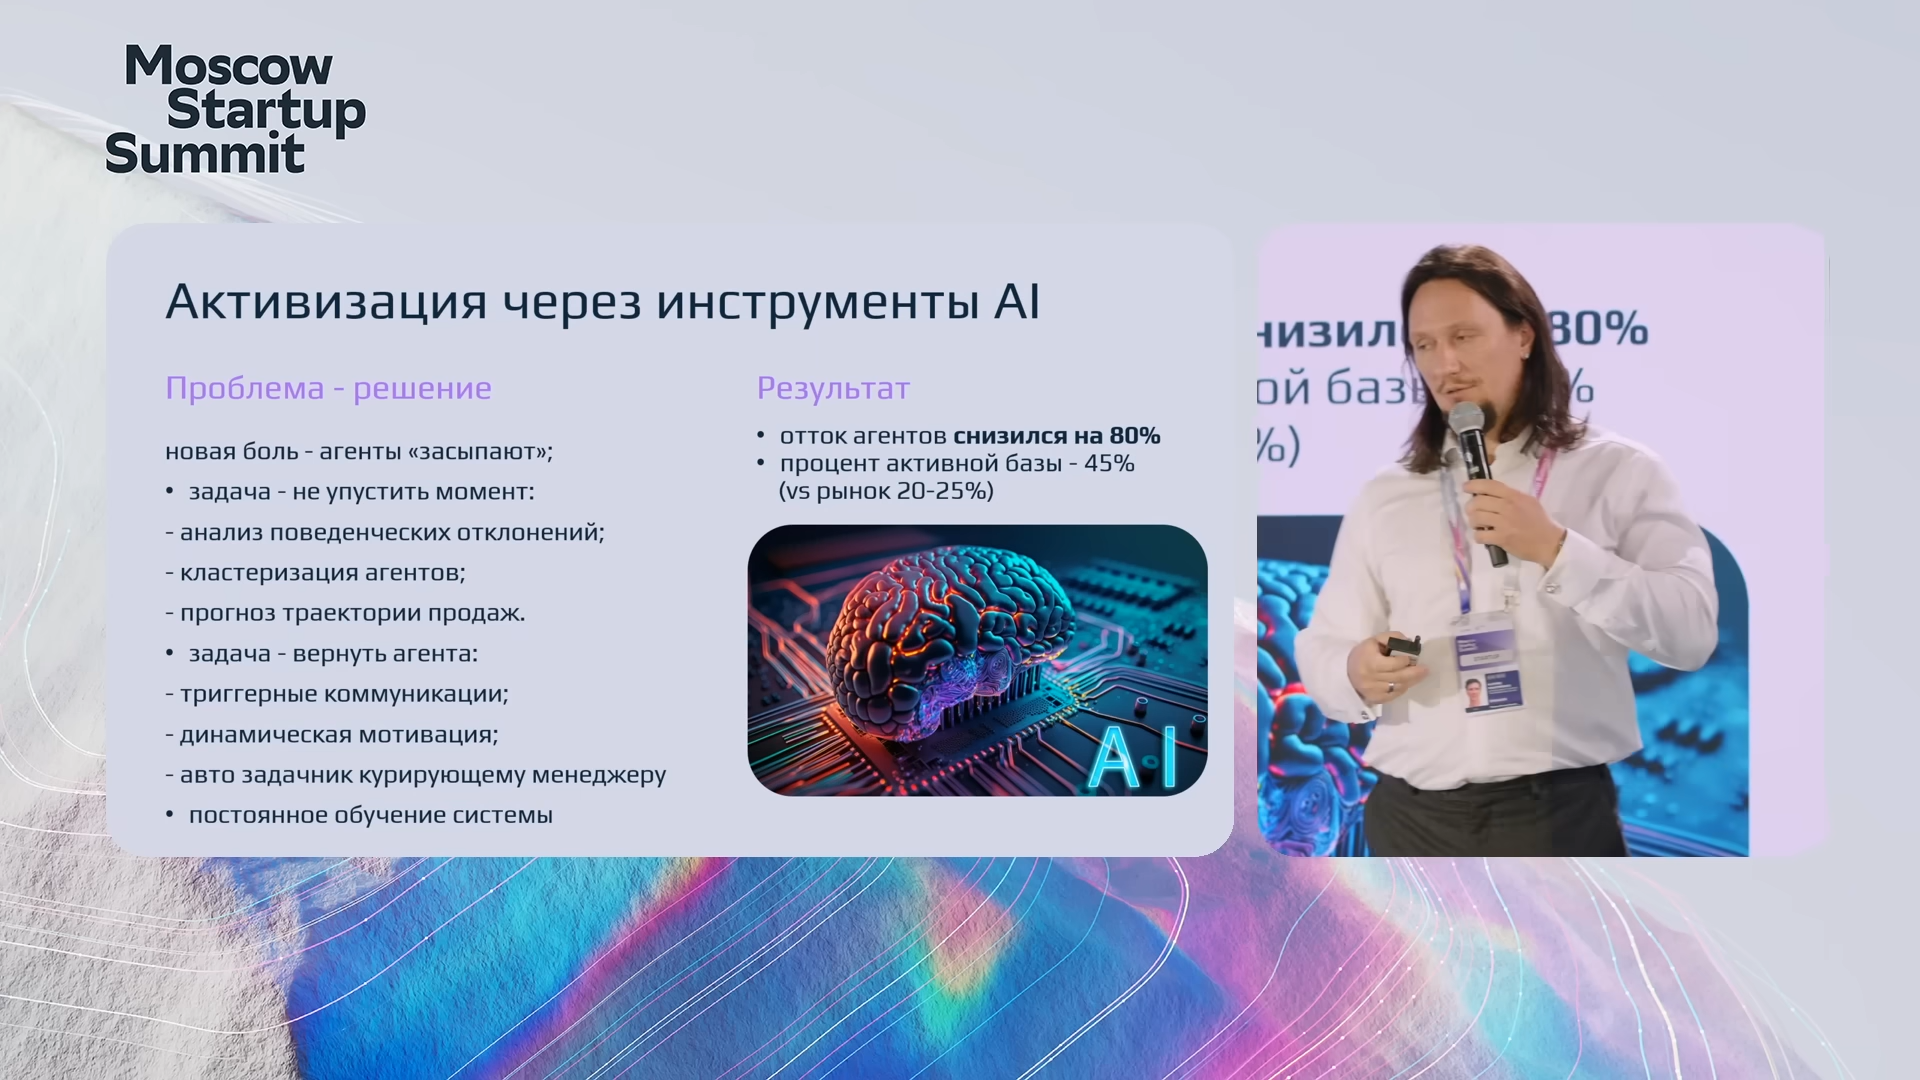 Moscow
Startup
Summit
Активизация через инструменты AI
Проблема - решение
новая боль - агенты «засыпают»;
• задача - не упустить момент:
- анализ поведенческих отклонений;
- кластеризация агентов;
- прогноз траектории продаж.
• задача - вернуть агента:
- триггерные коммуникации;
- динамическая мотивация;
- авто задачник курирующему менеджеру
• постоянное обучение системы
Результат
• отток агентов снизился на 80%
• процент активной базы - 45%
(vs рынок 20-25%)
AI
низил 80%
ой базы %
%)